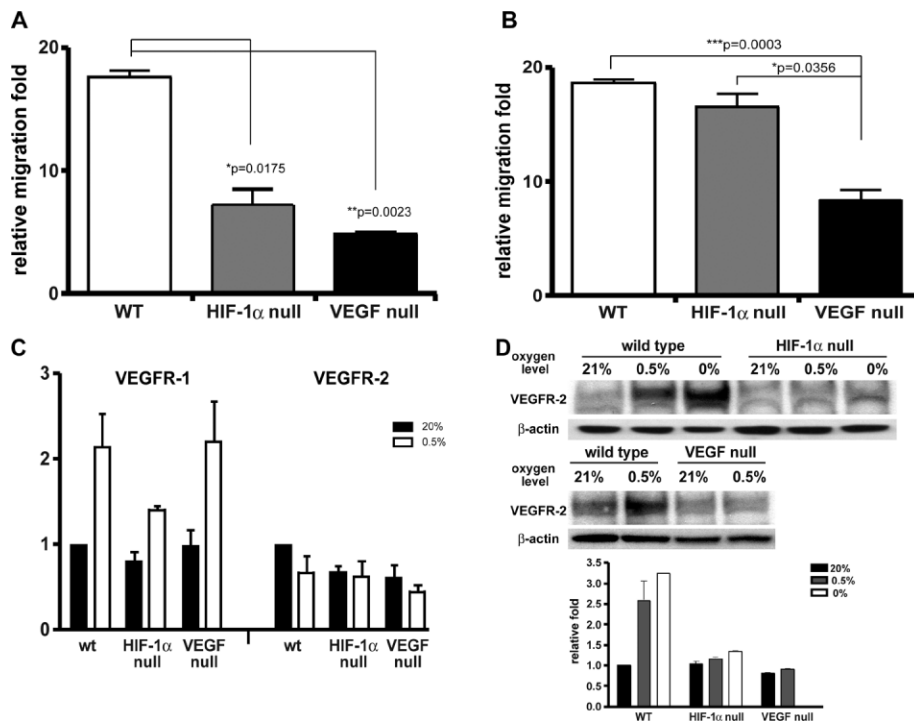 A
relative migration fold
20
10
0
*p=0.0175
**p=0.0023
WT
HIF-1α null
VEGF null
B
relative migration fold
20
10
0
***p=0.0003
*p=0.0356
WT
HIF-1α null
VEGF null
C
3
2
1
0
VEGFR-1
VEGFR-2
20%
0.5%
wt
HIF-1α
null
VEGF
null
wt
HIF-1α
null
VEGF
null
D
wild type
HIF-1α null
oxygen
level
21%
0.5%
0%
21%
0.5%
0%
VEGFR-2
β-actin
wild type
VEGF null
oxygen
level
21%
0.5%
21%
0.5%
VEGFR-2
β-actin
relative fold
3.5
3.0
2.5
2.0
1.5
1.0
0.5
0.0
20%
0.5%
0%
WT
HIF-1α null
VEGF null